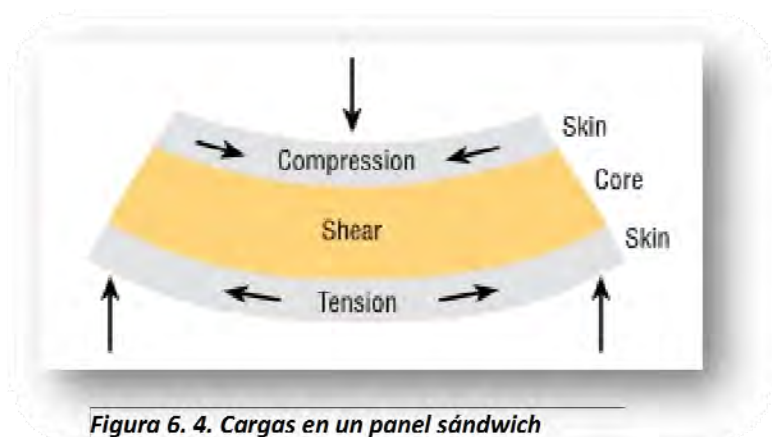 Skin
Compression
Core
Shear
Skin
Tension
Figura 6. 4. Cargas en un panel sándwich